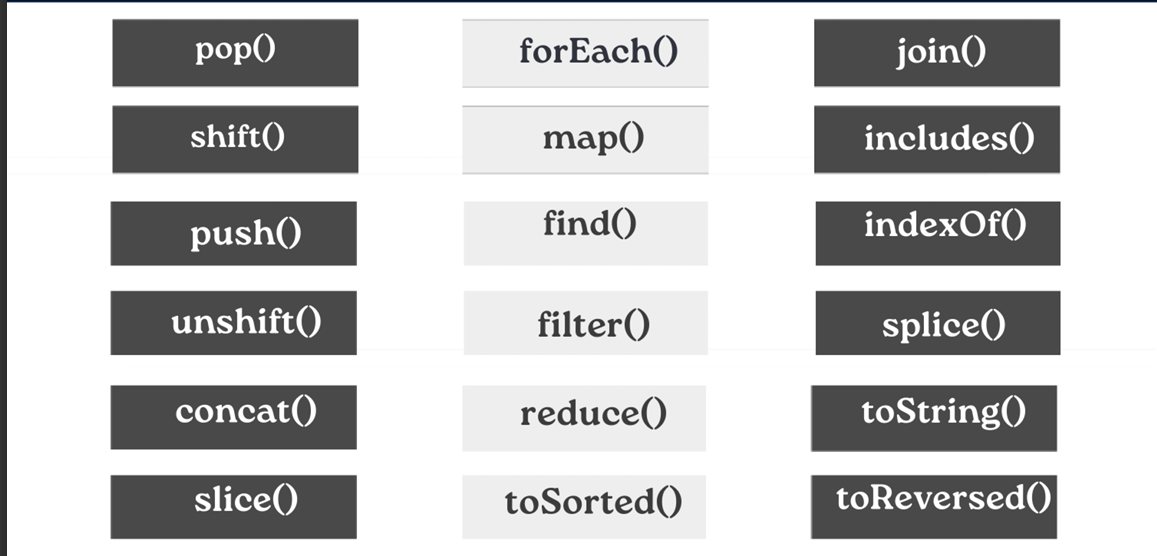 pop()
forEach()
join()
shift()
map()
includes()
push()
find()
indexOf()
unshift()
filter()
splice()
concat()
reduce()
toString()
slice()
toSorted()
toReversed()